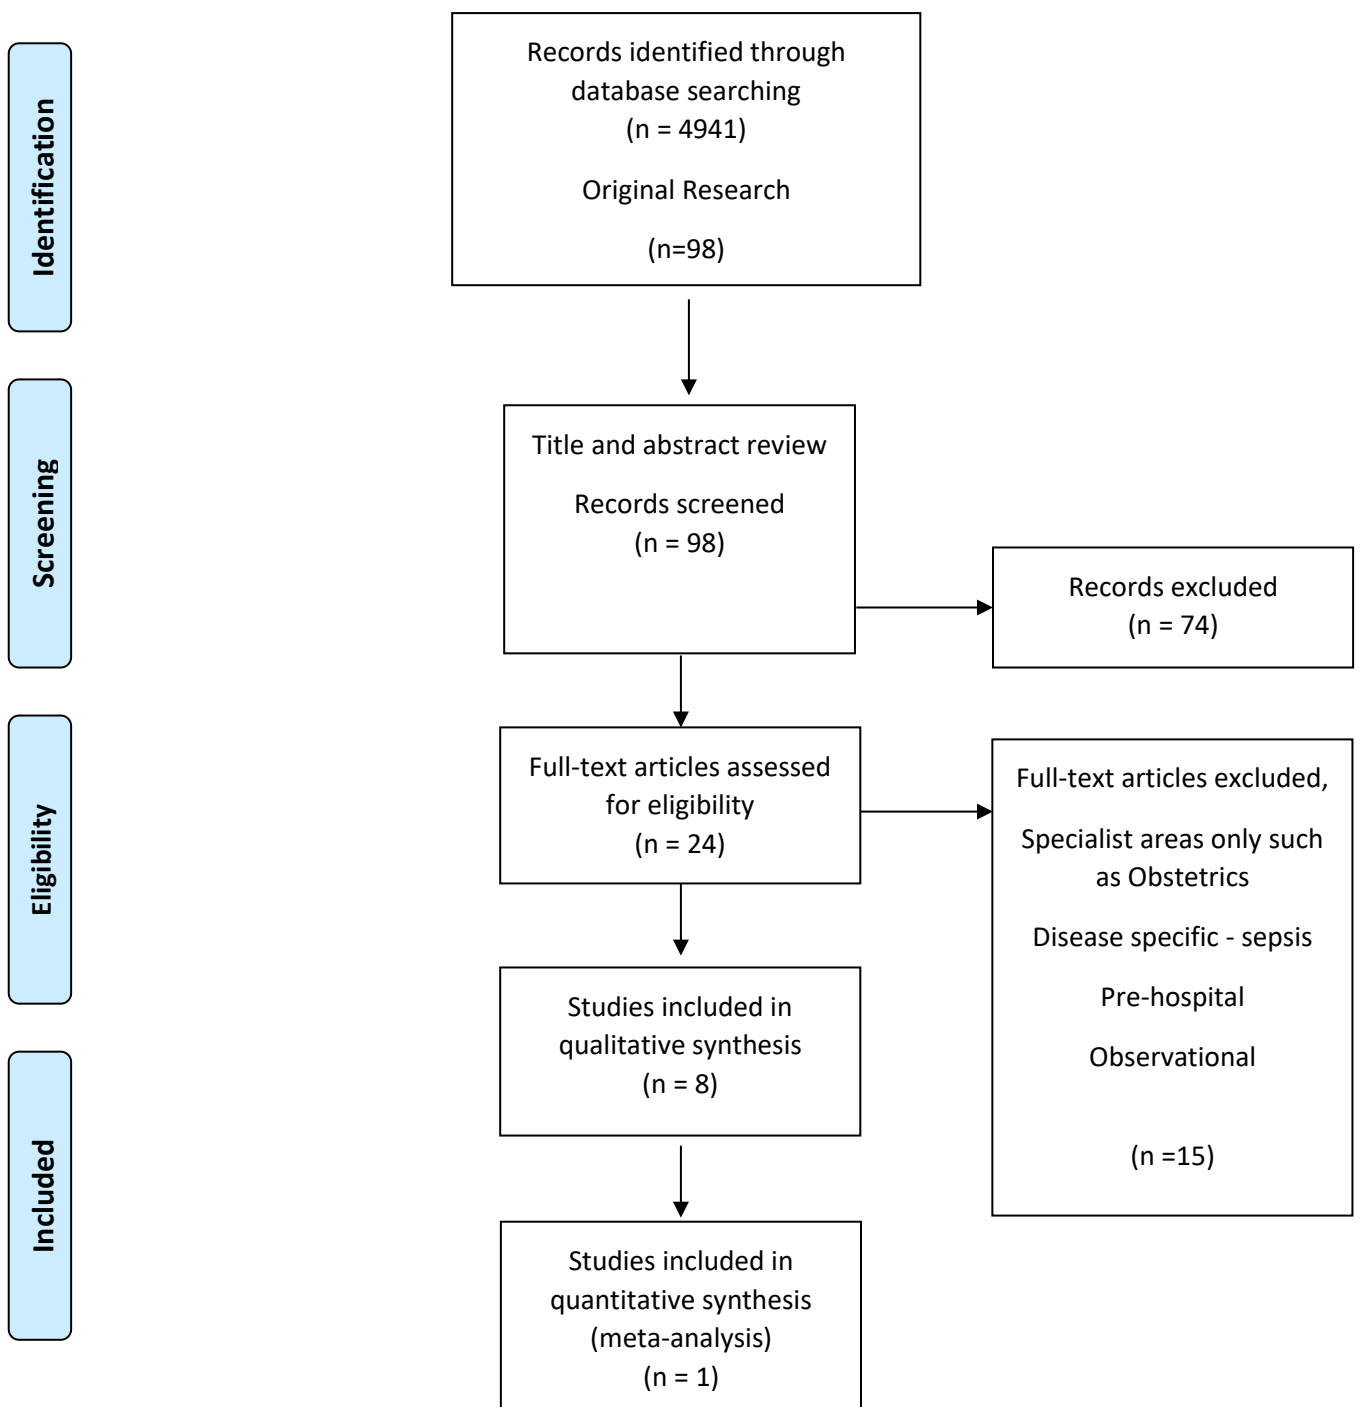 Identification
Records identified through
database searching
(n = 4941)
Original Research
(n=98)
Screening
Title and abstract review
Records screened
(n = 98)
Records excluded
(n = 74)
Eligibility
Full-text articles assessed
for eligibility
(n = 24)
Full-text articles excluded,
Specialist areas only such
as Obstetrics
Disease specific - sepsis
Pre-hospital
Observational
(n =15)
Studies included in
qualitative synthesis
(n = 8)
Included
Studies included in
quantitative synthesis
(meta-analysis)
(n = 1)